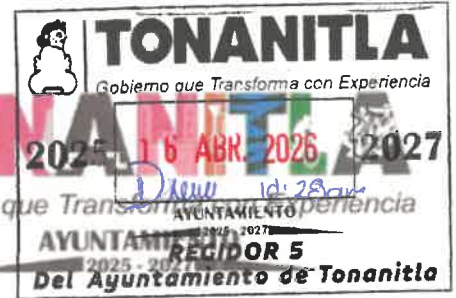 TONANITLA
Gobierno que Transforma con Experiencia
NANITLA
2025 16 ABR. 2026 2027
10:28am
que Transforma con Experiencia
AYUNTAMIENTO
2025 - 2027
AYUNTAMIENTO
REGIDOR 5
2025 - 2027
Del Ayuntamiento de Tonanitla